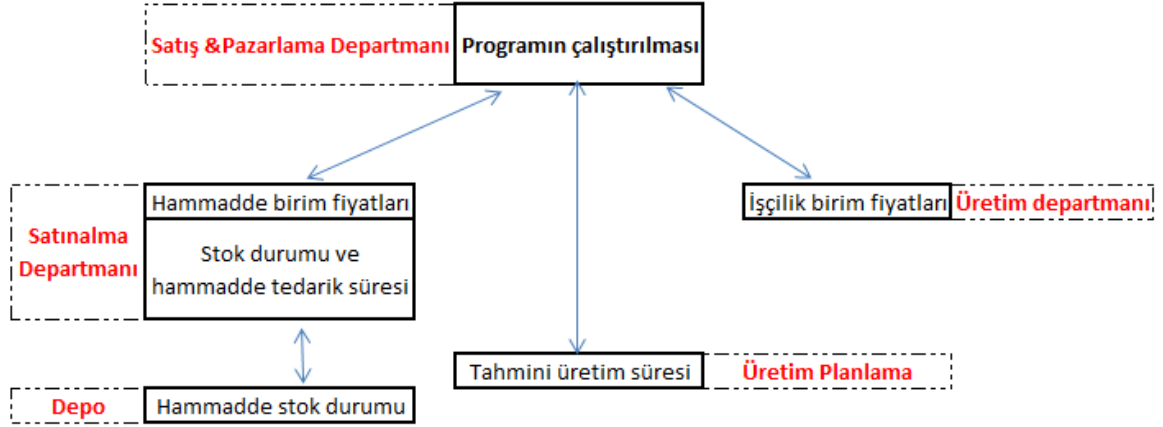 Satış &Pazarlama Departmanı
Programın çalıştırılması
Satınalma
Departmanı
Hammadde birim fiyatları
Stok durumu ve
hammadde tedarik süresi
İşçilik birim fiyatları
Üretim departmanı
Tahmini üretim süresi
Üretim Planlama
Depo
Hammadde stok durumu